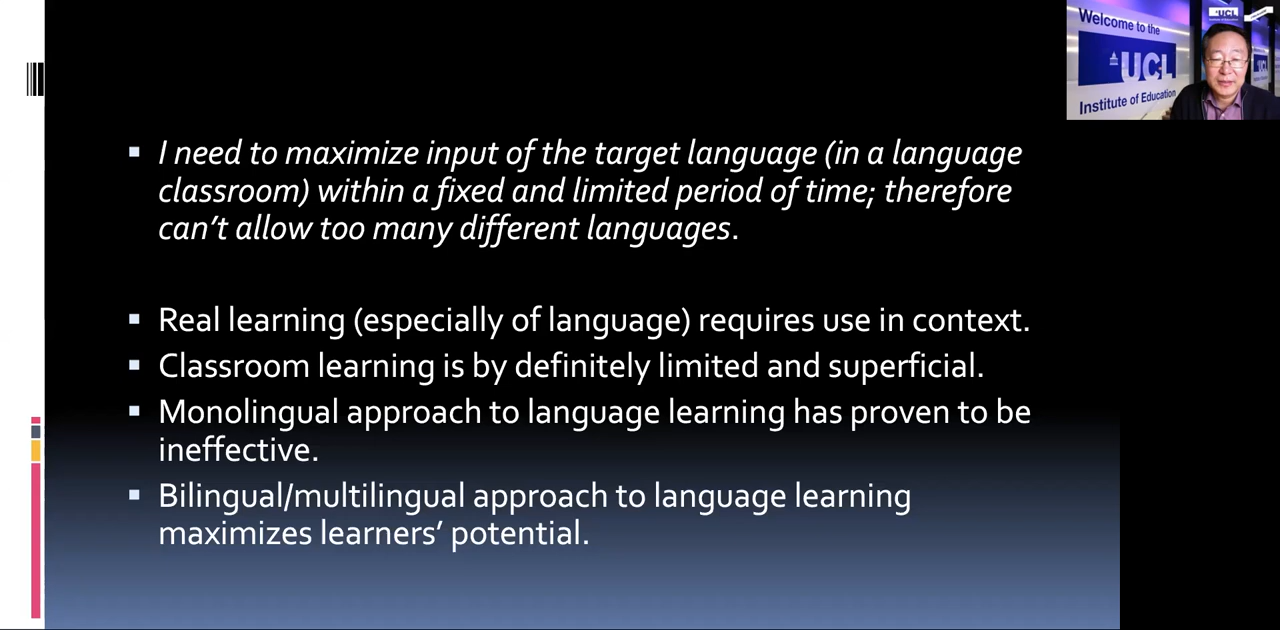 Welcome to the
UCL
Institute of Education
UCL
I need to maximize input of the target language (in a language
classroom) within a fixed and limited period of time; therefore
can't allow too many different languages.
Real learning (especially of language) requires use in context.
Classroom learning is by definitely limited and superficial.
Monolingual approach to language learning has proven to be
ineffective.
Bilingual/multilingual approach to language learning
maximizes learners' potential.